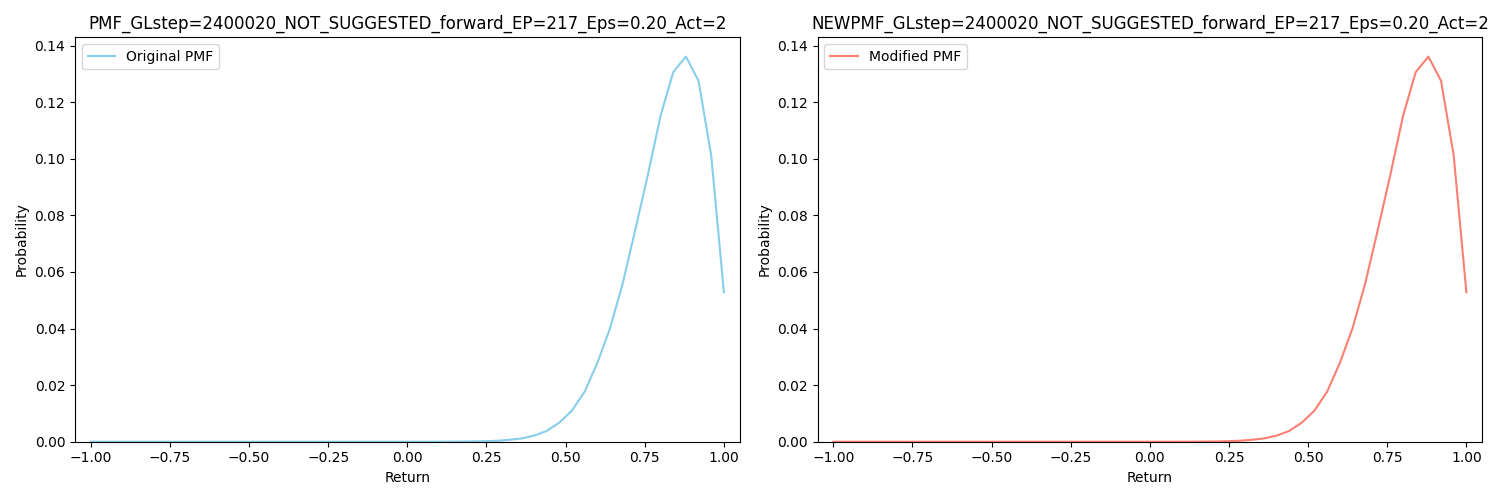 PMF_GLstep=2400020_NOT_SUGGESTED_forward_EP=217_Eps=0.20_Act=2
Original PMF
Probability
0.14
0.12
0.10
0.08
0.06
0.04
0.02
0.00
−1.00 −0.75 −0.50 −0.25 0.00 0.25 0.50 0.75 1.00
Return
NEWPMF_GLstep=2400020_NOT_SUGGESTED_forward_EP=217_Eps=0.20_Act=2
Modified PMF
Probability
0.14
0.12
0.10
0.08
0.06
0.04
0.02
0.00
−1.00 −0.75 −0.50 −0.25 0.00 0.25 0.50 0.75 1.00
Return